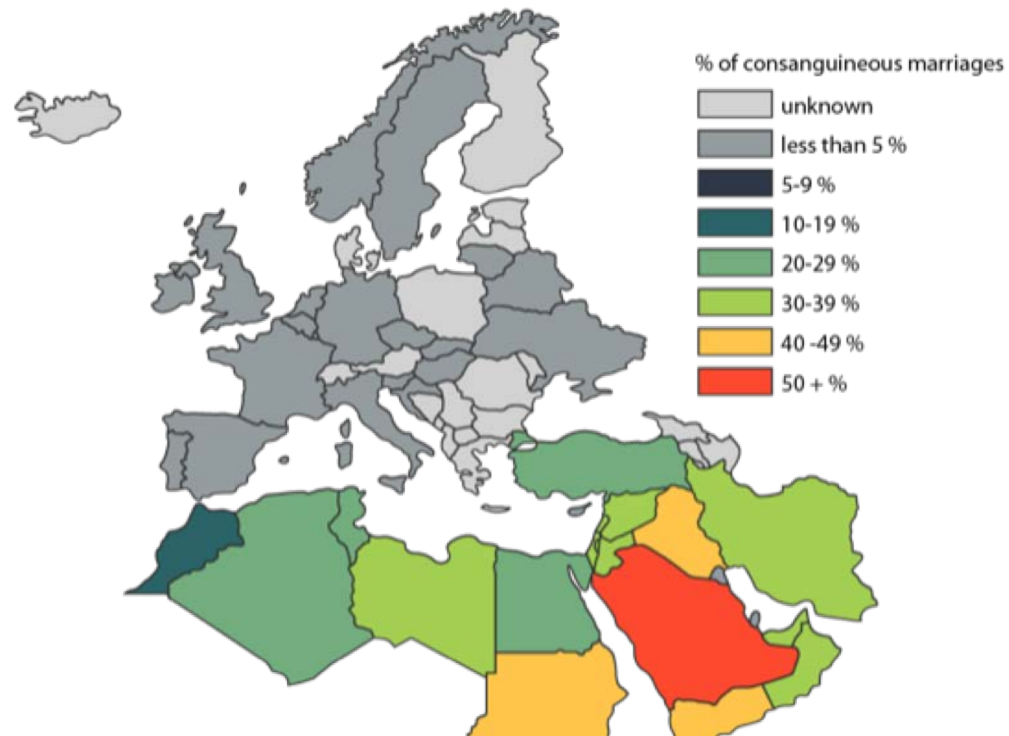 % of consanguineous marriages
unknown
less than 5 %
5-9 %
10-19 %
20-29 %
30-39 %
40 -49 %
50 + %